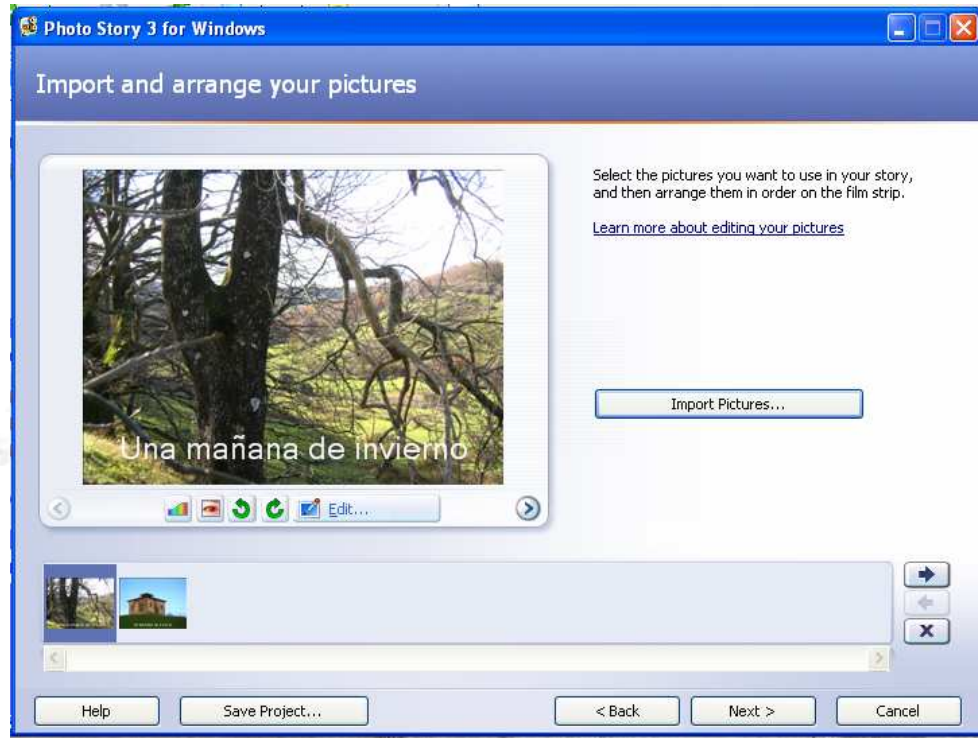 Photo Story 3 for Windows
Import and arrange your pictures
Select the pictures you want to use in your story,
and then arrange them in order on the film strip.
Learn more about editing your pictures
Import Pictures...
Una mañana de invierno
Edit...
Help
Save Project...
< Back
Next >
Cancel